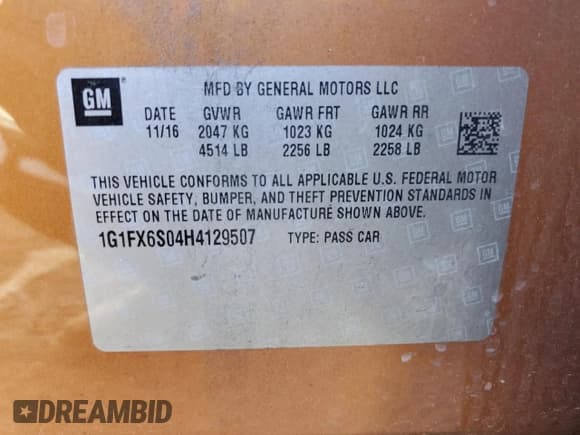 GM
MFD BY GENERAL MOTORS LLC
DATE GVWR GAWR FRT GAWR RR
11/16 2047 KG 1023 KG 1024 KG
4514 LB 2256 LB 2258 LB
THIS VEHICLE CONFORMS TO ALL APPLICABLE U.S. FEDERAL MOTOR
VEHICLE SAFETY, BUMPER, AND THEFT PREVENTION STANDARDS IN
EFFECT ON THE DATE OF MANUFACTURE SHOWN ABOVE.
1G1FX6S04H4129507 TYPE: PASS CAR
DREAMBID